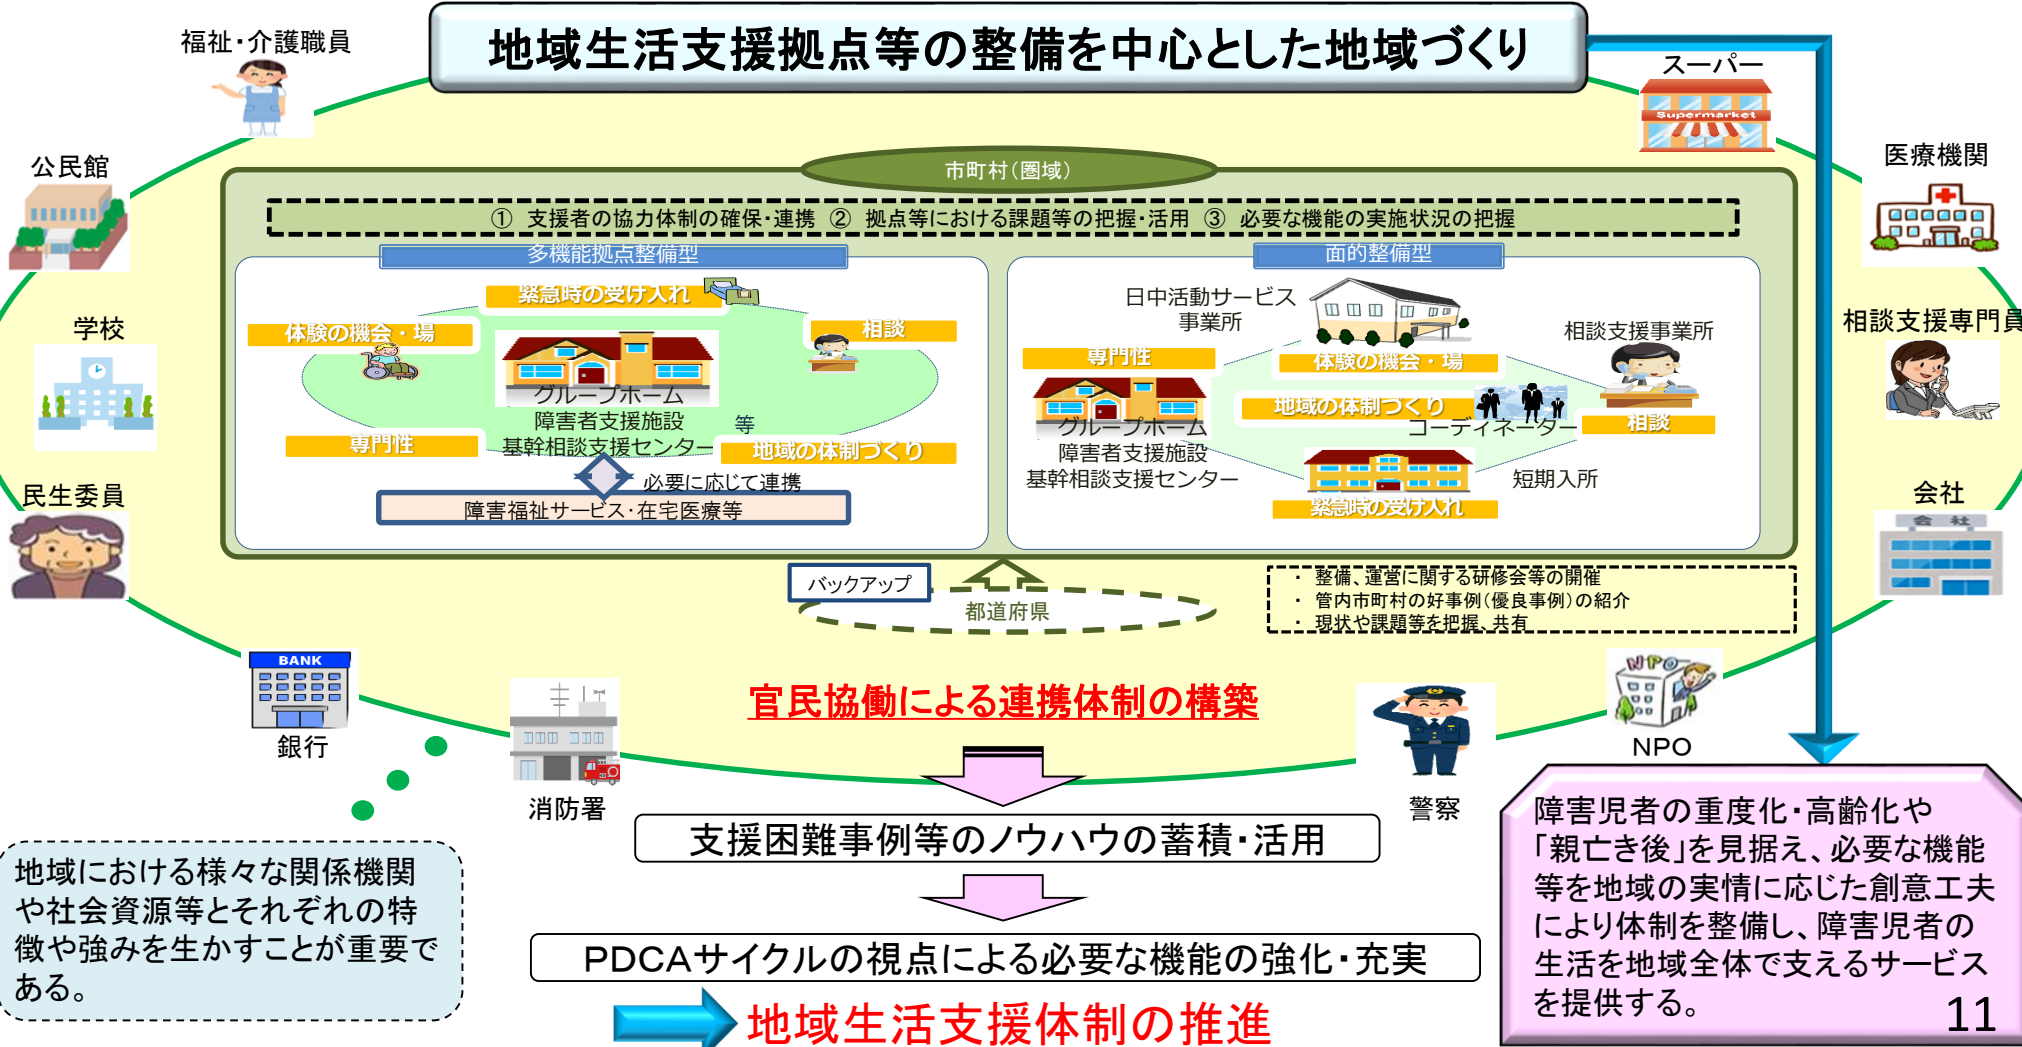 地域生活支援拠点等の整備を中心とした地域づくり
福祉・介護職員
スーパー
Supermarket
公民館
医療機関
市町村(圏域)
① 支援者の協力体制の確保・連携 ② 拠点等における課題等の把握・活用 ③ 必要な機能の実施状況の把握
多機能拠点整備型
緊急時の受け入れ
体験の機会・場
相談
グループホーム
障害者支援施設
基幹相談支援センター
等
専門性
地域の体制づくり
必要に応じて連携
障害福祉サービス・在宅医療等
面的整備型
日中活動サービス
事業所
相談支援事業所
専門性
体験の機会・場
地域の体制づくり
コーディネーター
相談
グループホーム
障害者支援施設
基幹相談支援センター
短期入所
緊急時の受け入れ
学校
相談支援専門員
民生委員
会社
会 社
バックアップ
都道府県
・ 整備、運営に関する研修会等の開催
・ 管内市町村の好事例(優良事例)の紹介
・ 現状や課題等を把握、共有
BANK
銀行
消防署
官民協働による連携体制の構築
警察
NPO
NPO
支援困難事例等のノウハウの蓄積・活用
PDCAサイクルの視点による必要な機能の強化・充実
地域生活支援体制の推進
地域における様々な関係機関
や社会資源等とそれぞれの特
徴や強みを生かすことが重要で
ある。
障害児者の重度化・高齢化や
「親亡き後」を見据え、必要な機能
等を地域の実情に応じた創意工夫
により体制を整備し、障害児者の
生活を地域全体で支えるサービス
を提供する。
11